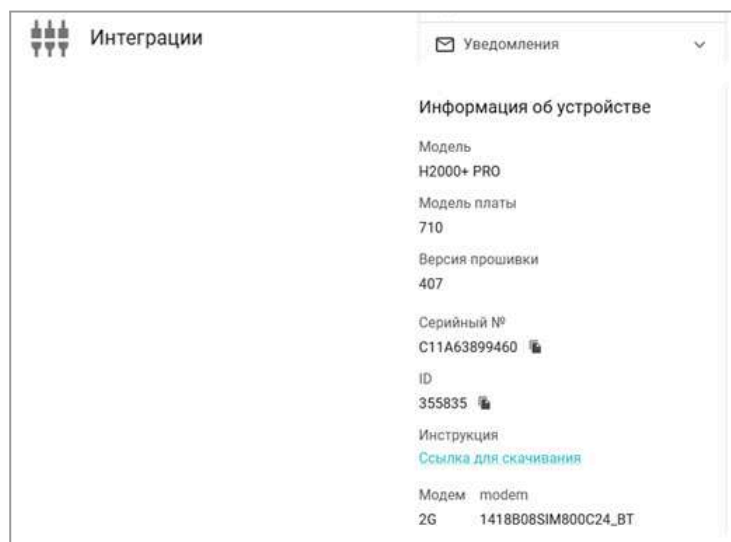 Интеграции
Уведомления
Информация об устройстве
Модель
H2000+ PRO
Модель платы
710
Версия прошивки
407
Серийный №
C11A63899460
ID
355835
Инструкция
Ссылка для скачивания
Модем modem
2G 1418B08SIM800C24_BT